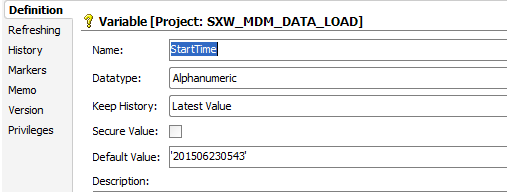 Definition
Refreshing
History
Markers
Memo
Version
Privileges
Variable [Project: SXW_MDM_DATA_LOAD]
Name: StartTime
Datatype: Alphanumeric
Keep History: Latest Value
Secure Value:
Default Value: '201506230543'
Description: